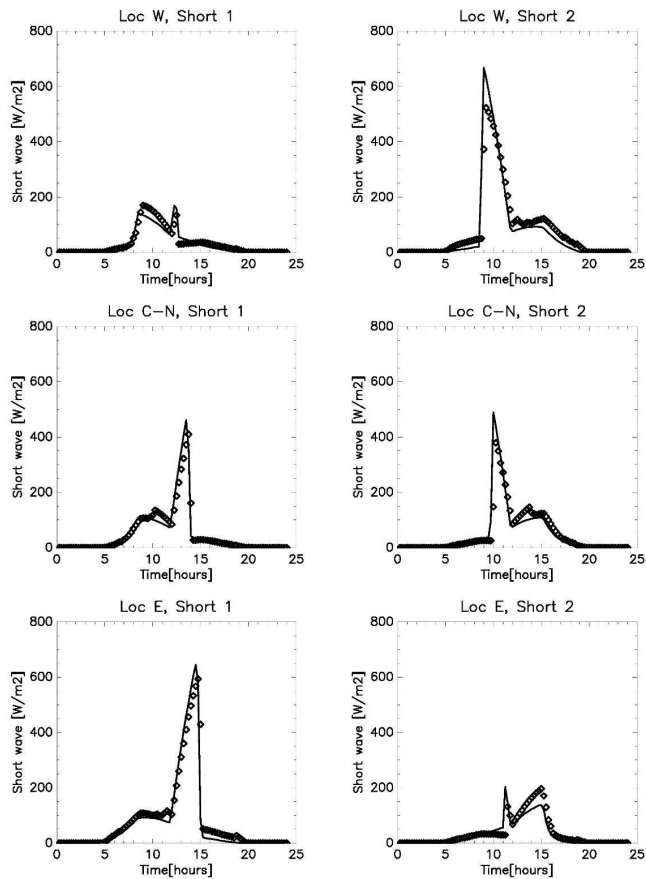 Loc W, Short 1
Short wave [W/m2]
800
600
400
200
0
0 5 10 15 20 25
Time[hours]
Loc W, Short 2
Short wave [W/m2]
800
600
400
200
0
0 5 10 15 20 25
Time[hours]
Loc C-N, Short 1
Short wave [W/m2]
800
600
400
200
0
0 5 10 15 20 25
Time[hours]
Loc C-N, Short 2
Short wave [W/m2]
800
600
400
200
0
0 5 10 15 20 25
Time[hours]
Loc E, Short 1
Short wave [W/m2]
800
600
400
200
0
0 5 10 15 20 25
Time[hours]
Loc E, Short 2
Short wave [W/m2]
800
600
400
200
0
0 5 10 15 20 25
Time[hours]